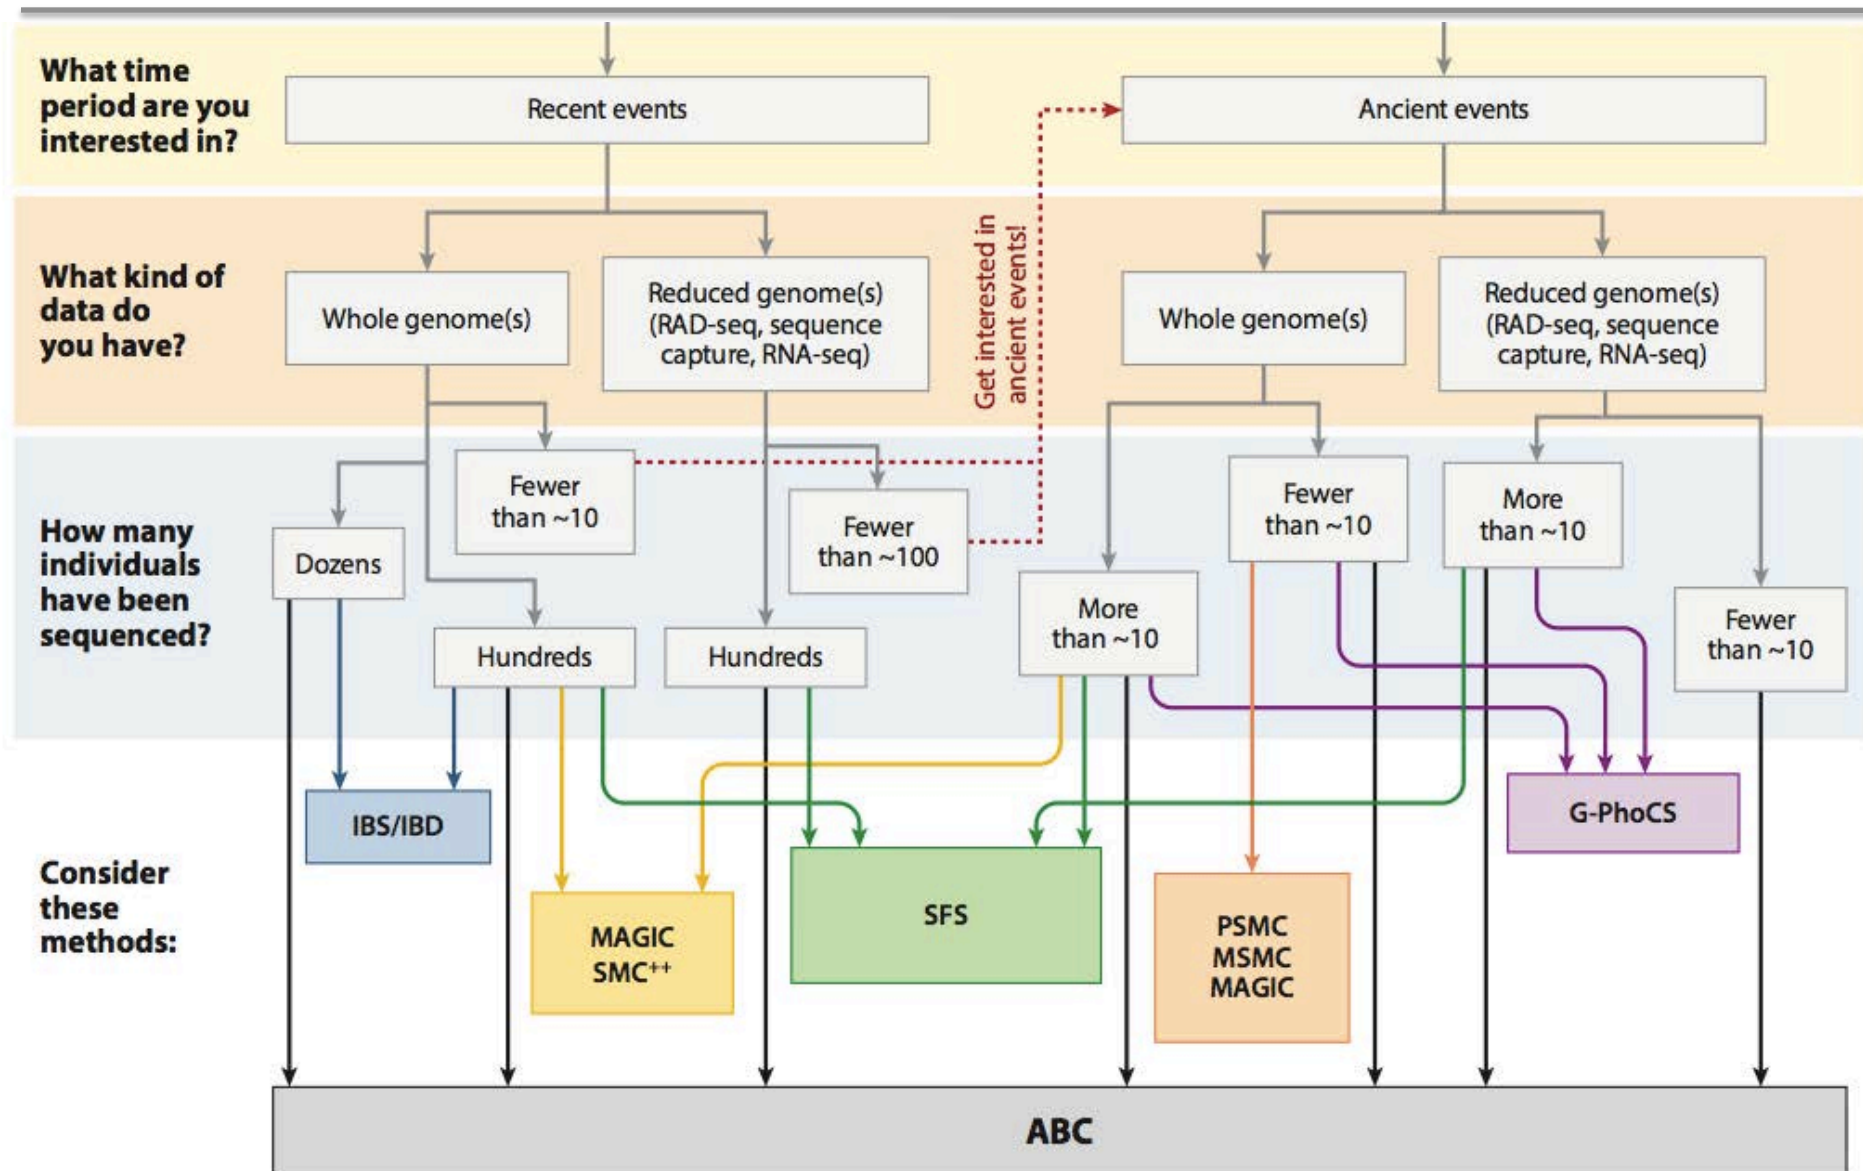 What time
period are you
interested in?
Recent events
Ancient events
What kind of
data do
you have?
Whole genome(s)
Reduced genome(s)
(RAD-seq, sequence
capture, RNA-seq)
Get interested in
ancient events!
Whole genome(s)
Reduced genome(s)
(RAD-seq, sequence
capture, RNA-seq)
How many
individuals
have been
sequenced?
Dozens
Fewer
than ~10
Hundreds
Hundreds
Fewer
than ~100
More
than ~10
Fewer
than ~10
More
than ~10
Fewer
than ~10
Consider
these
methods:
IBS/IBD
MAGIC
SMC++
SFS
PSMC
MSMC
MAGIC
G-PhoCS
ABC